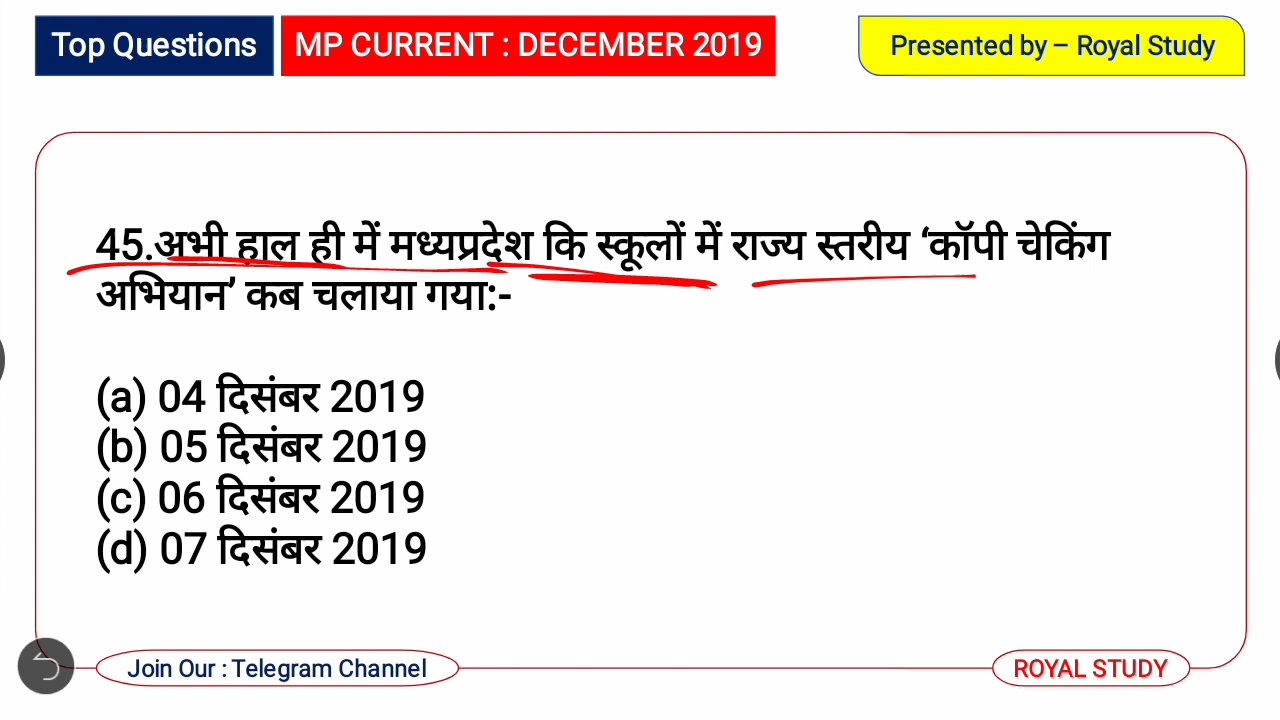 Top Questions
MP CURRENT : DECEMBER 2019
Presented by – Royal Study
45.अभी हाल ही में मध्यप्रदेश कि स्कूलों में राज्य स्तरीय ‘कॉपी चेकिंग
अभियान’ कब चलाया गया:-
(a) 04 दिसंबर 2019
(b) 05 दिसंबर 2019
(c) 06 दिसंबर 2019
(d) 07 दिसंबर 2019
Join Our : Telegram Channel
ROYAL STUDY